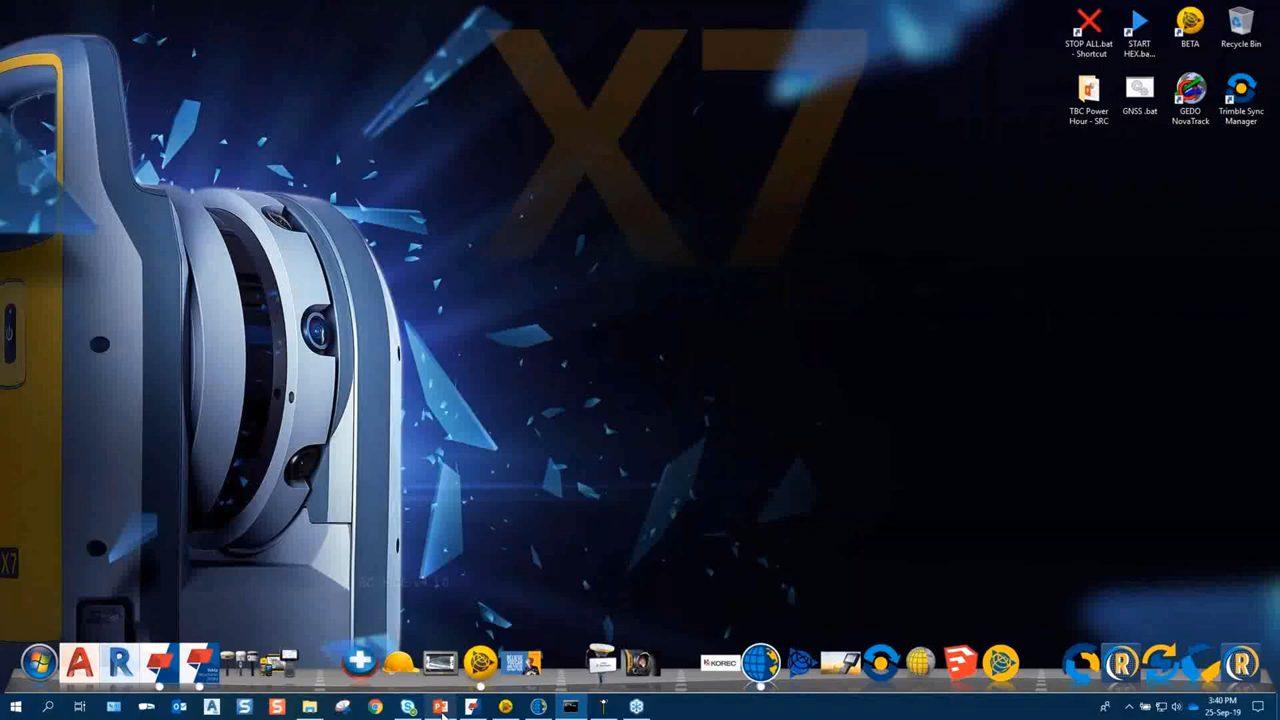 X7
STOP ALL.bat
- Shortcut
START
HEX.ba...
BETA
Recycle Bin
TBC Power
Hour - SRC
GNSS .bat
GEDO
NovaTrack
Trimble Sync
Manager
X7
KOREC
3:40 PM
25-Sep-19